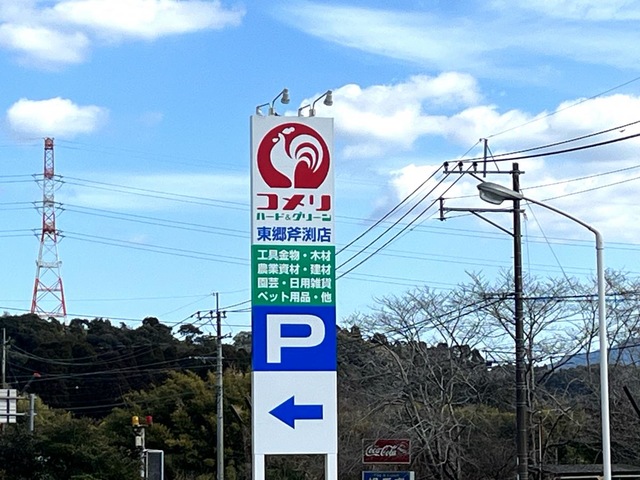 コメリ
ハード&グリーン
東郷斧渕店
工具金物・木材
農業資材・建材
園芸・日用雑貨
ペット用品・他
P
Coca-Cola